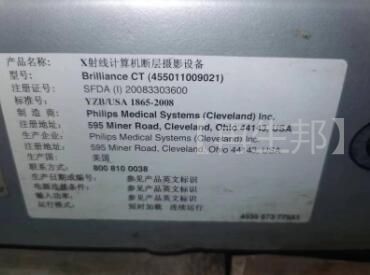 产品名称: X射线计算机断层摄影设备
型号: Brilliance CT (455011009021)
注册证号: SFDA (I) 20083303600
标准号: YZB/USA 1865-2008
制造商: Philips Medical Systems (Cleveland) Inc.
注册地址: 595 Miner Road, Cleveland, Ohio 44143, USA
生产企业: Philips Medical Systems (Cleveland) Inc.
注册地址: 595 Miner Road, Cleveland, Ohio 44143, USA
生产国: 美国
联系方式: 800 810 0038
生产日期或编号: 参见产品英文标识
电源连接条件: 参见产品英文标识
输入功率: 参见产品英文标识
运行模式: 短时加载 连续运行